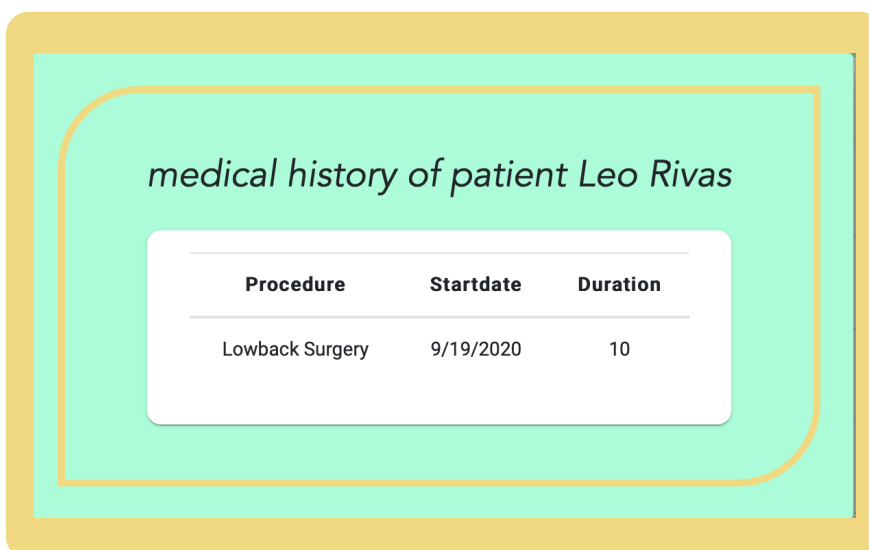 medical history of patient Leo Rivas
Procedure Startdate Duration
Lowback Surgery 9/19/2020 10